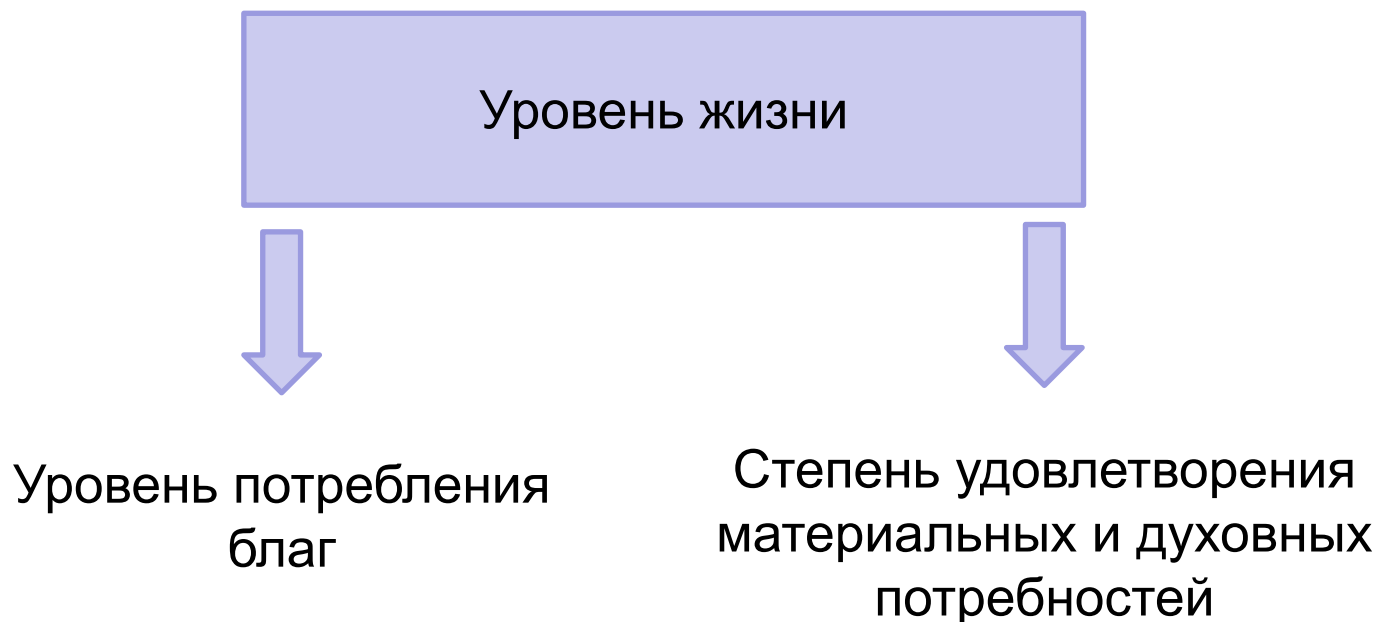 Уровень жизни
Уровень потребления
благ
Степень удовлетворения
материальных и духовных
потребностей